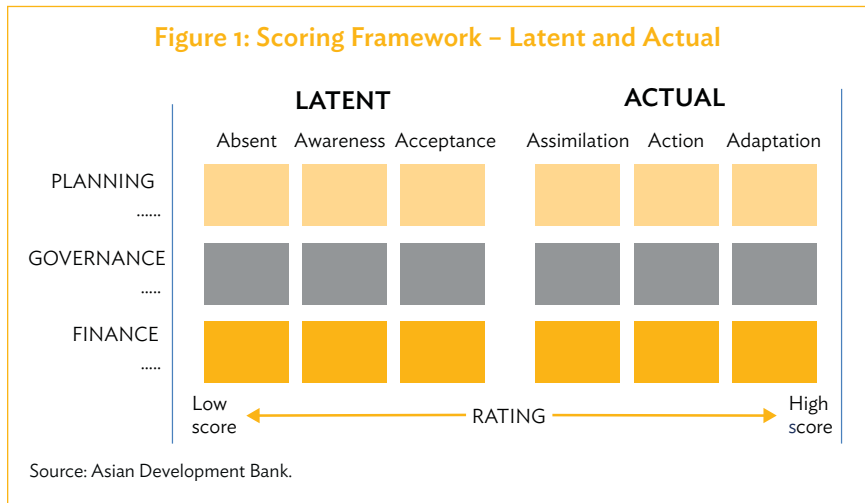 Figure 1: Scoring Framework – Latent and Actual
LATENT ACTUAL
Absent Awareness Acceptance Assimilation Action Adaptation
PLANNING
......
GOVERNANCE
.....
FINANCE
.....
Low score RATING High score
Source: Asian Development Bank.